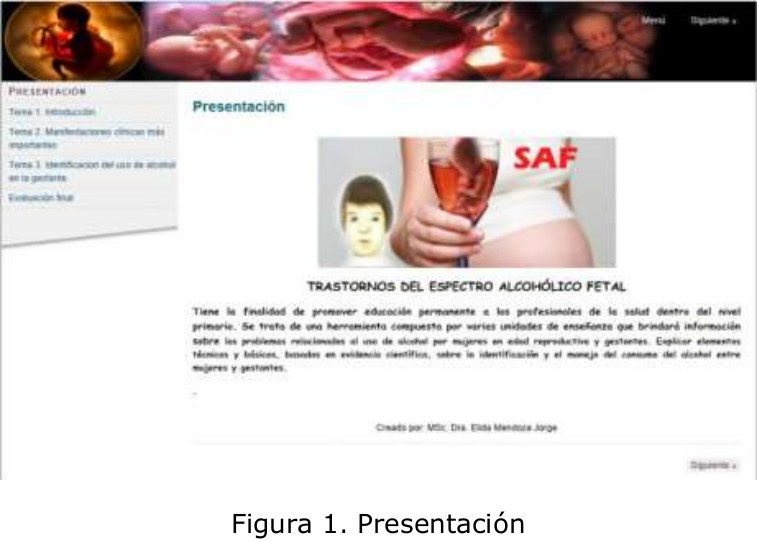 Menú Siguiente »
PRESENTACIÓN
Tema 1. Introducción
Tema 2. Manifestaciones clínicas más
importantes
Tema 3. Identificacion del uso de alcohol
en la gestante.
Evaluación final
Presentación
SAF
TRASTORNOS DEL ESPECTRO ALCOHÓLICO FETAL
Tiene la finalidad de promover educación permanente a los profesionales de la salud dentro del nivel
primario. Se trata de una herramienta compuesta por varias unidades de enseñanza que brindará información
sobre los problemas relacionados al uso de alcohol por mujeres en edad reproductiva y gestantes. Explicar elementos
técnicos y básicos, basados en evidencia científica, sobre la identificación y el manejo del consumo del alcohol entre
mujeres y gestantes.
Creado por: MSc. Dra. Elida Mendoza Jorge
Siguiente »
Figura 1. Presentación